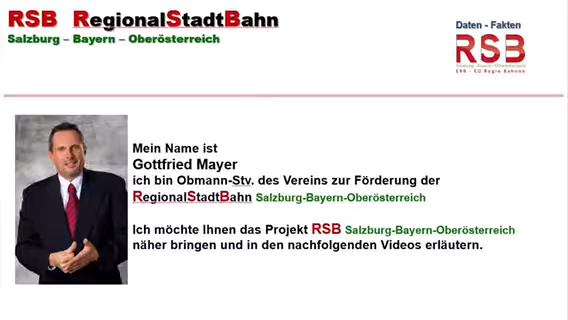 RSB RegionalStadtBahn
Salzburg – Bayern – Oberösterreich
Daten - Fakten
RSB
Mein Name ist
Gottfried Mayer
ich bin Obmann-Stv. des Vereins zur Förderung der
RegionalStadtBahn Salzburg-Bayern-Oberösterreich
Ich möchte Ihnen das Projekt RSB Salzburg-Bayern-Oberösterreich
näher bringen und in den nachfolgenden Videos erläutern.